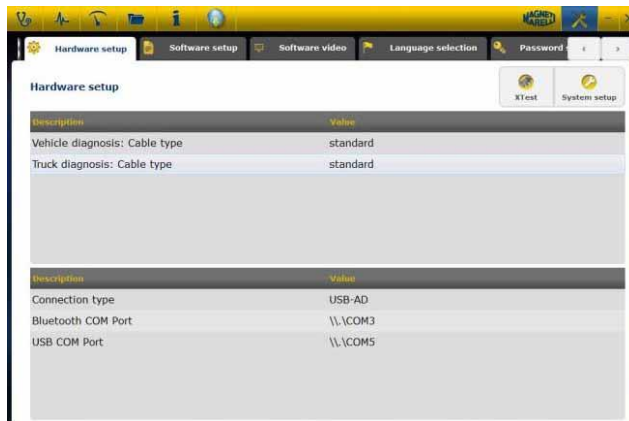 MAGNETI
MARELLI
Hardware setup
Software setup
Software video
Language selection
Password
Hardware setup
XTest
System setup
Description Value
Vehicle diagnosis: Cable type standard
Truck diagnosis: Cable type standard
Description Value
Connection type USB-AD
Bluetooth COM Port \\.\COM3
USB COM Port \\.\COM5